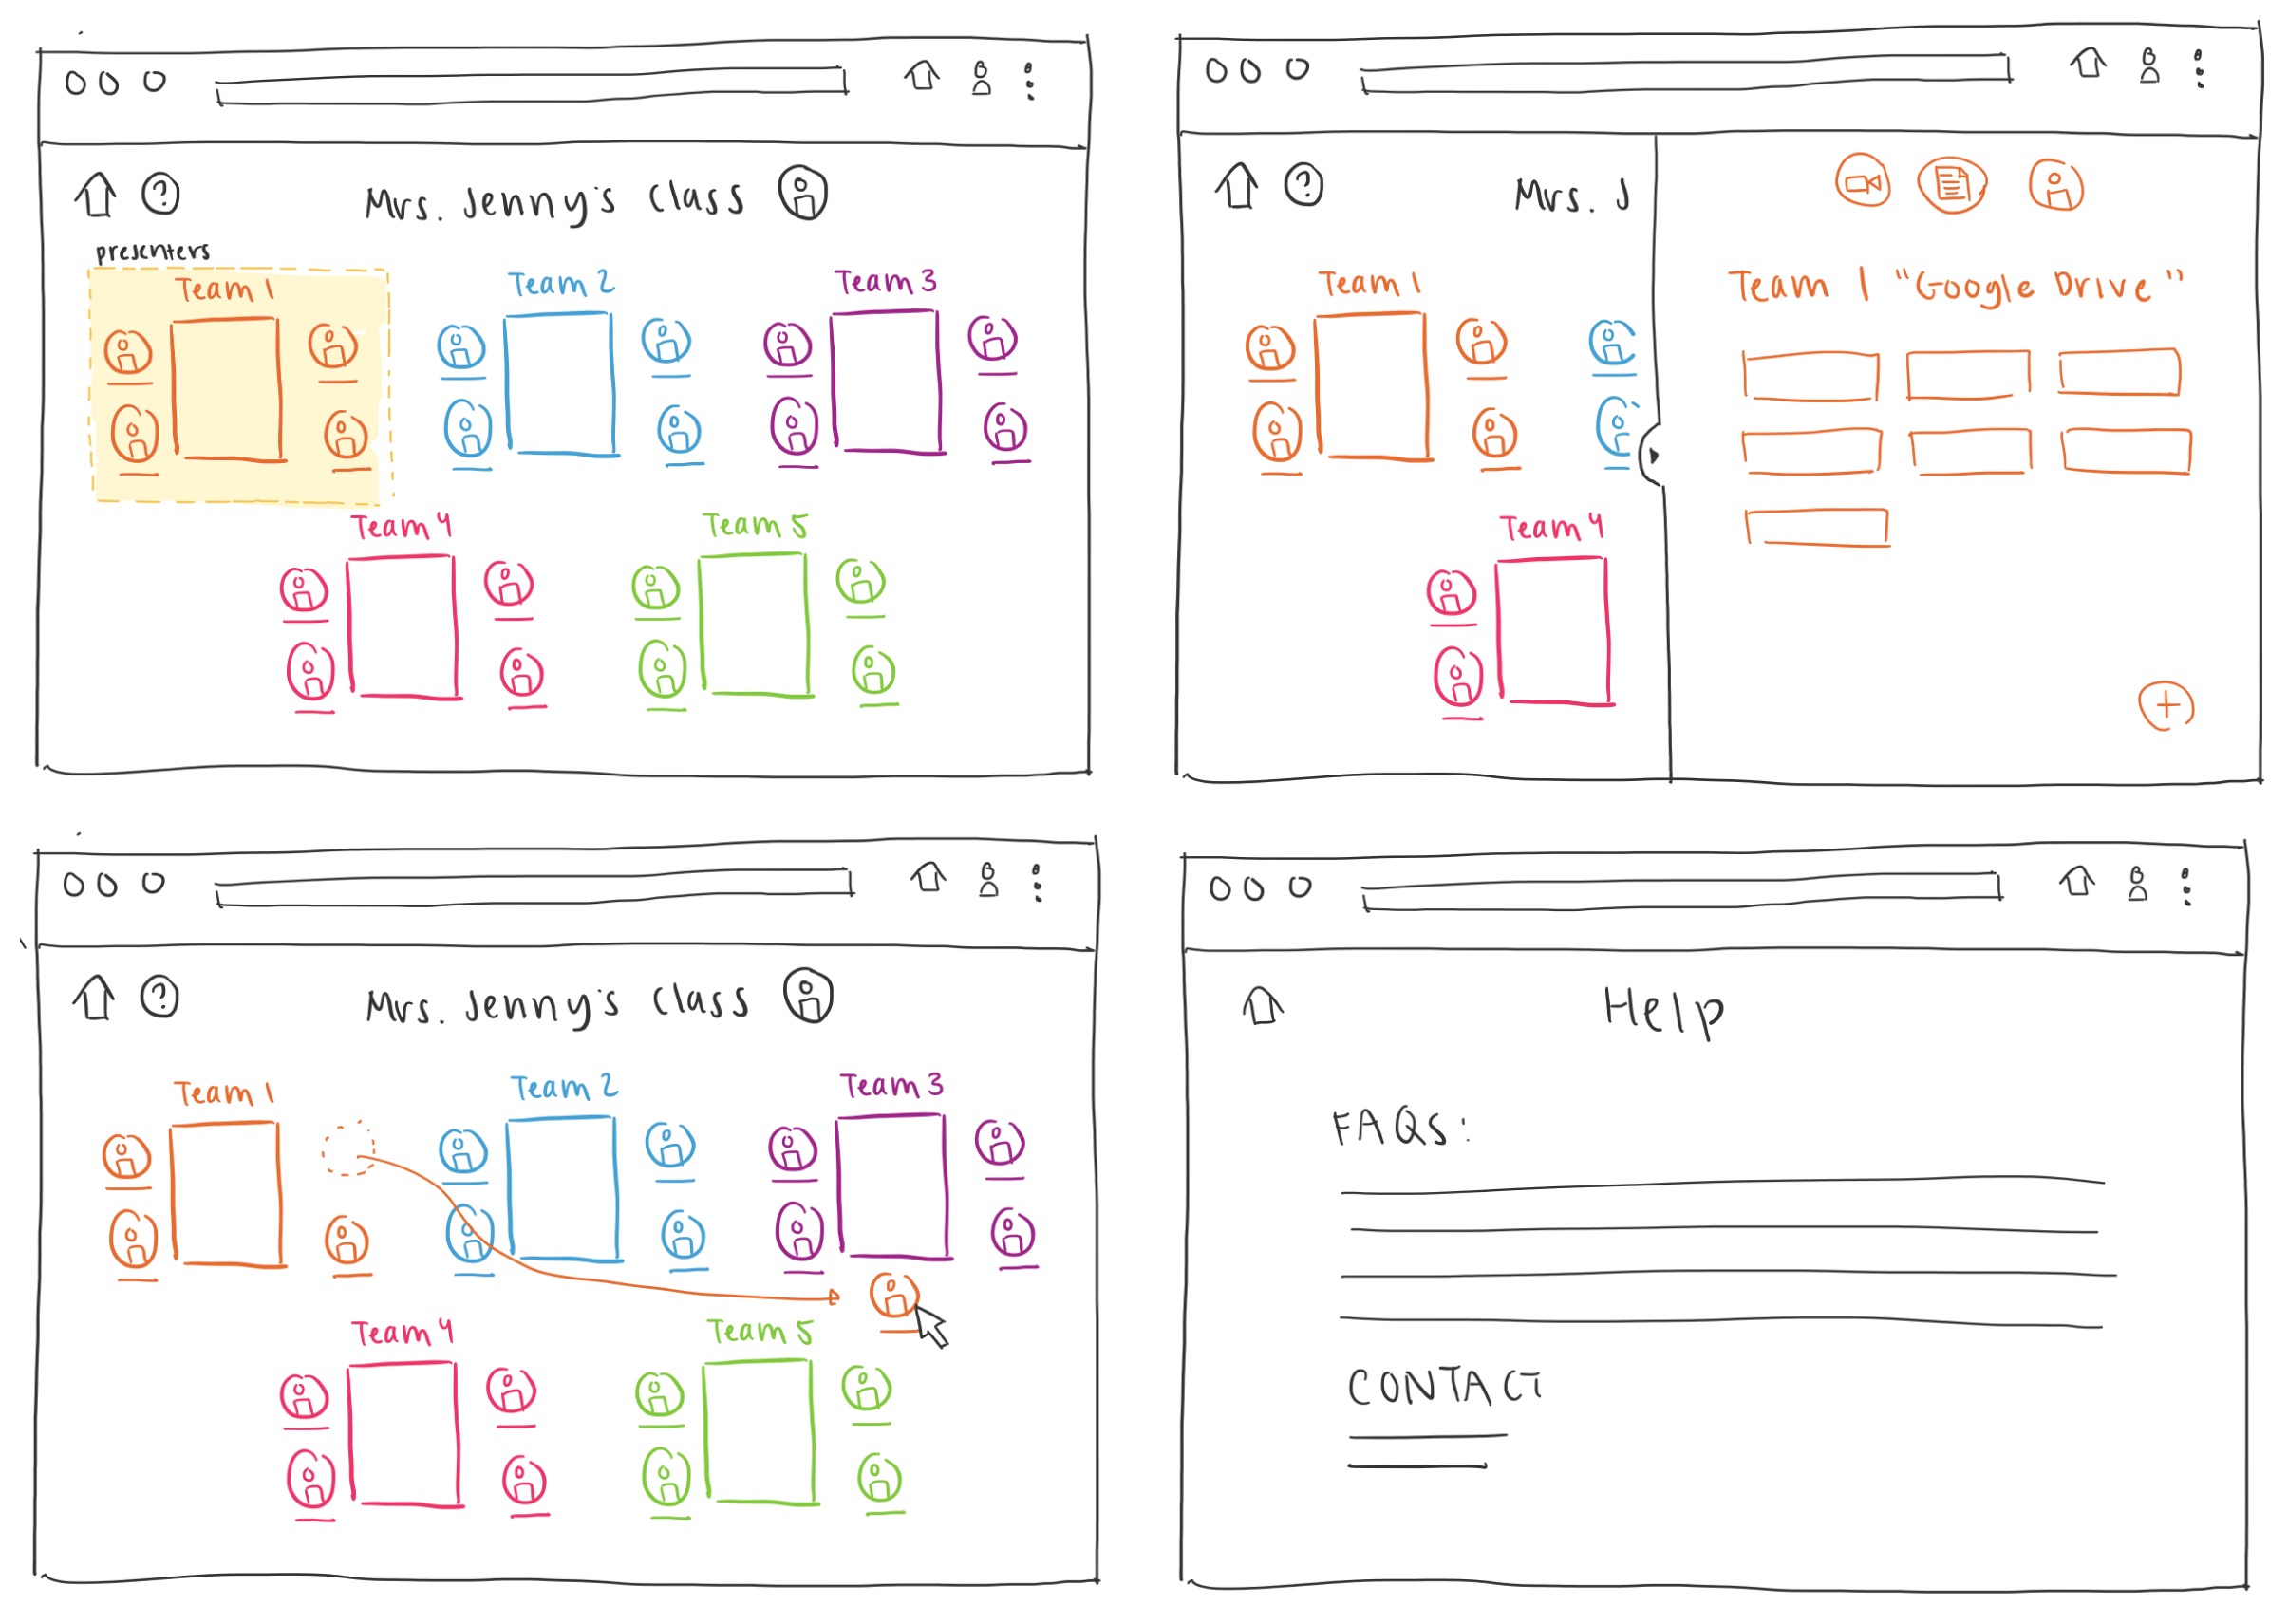 Mrs. Jenny's Class
presenters
Team 1
Team 2
Team 3
Team 4
Team 5
Mrs. J
Team 1
Team 4
Team 1 "Google Drive"
Mrs. Jenny's Class
Team 1
Team 2
Team 3
Team 4
Team 5
Help
FAQs:
CONTACT